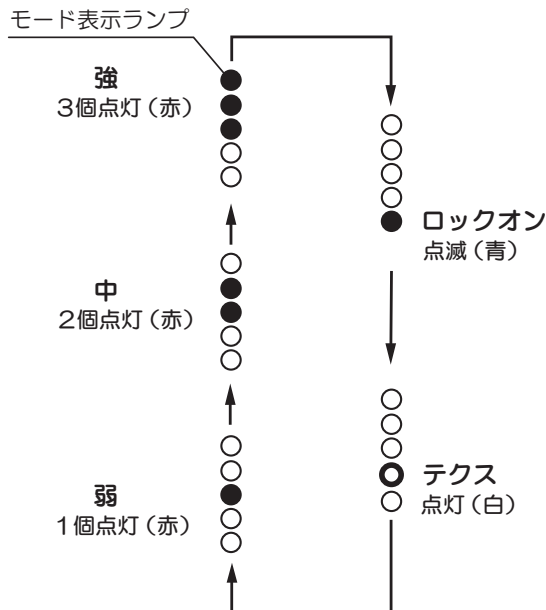 モード表示ランプ
強
3個点灯（赤）
中
2個点灯（赤）
弱
1個点灯（赤）
ロックオン
点滅（青）
テクス
点灯（白）